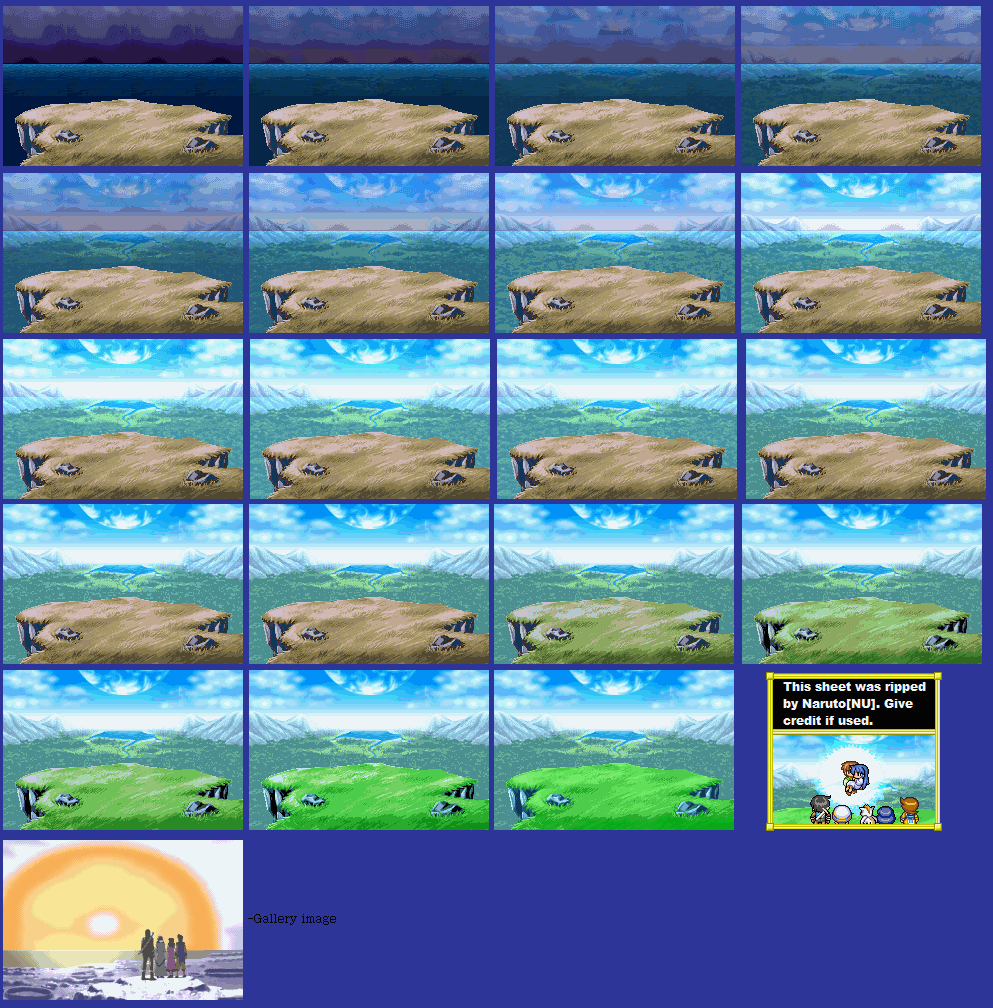 This sheet was ripped
by Naruto[NU]. Give
credit if used.
-Gallery image